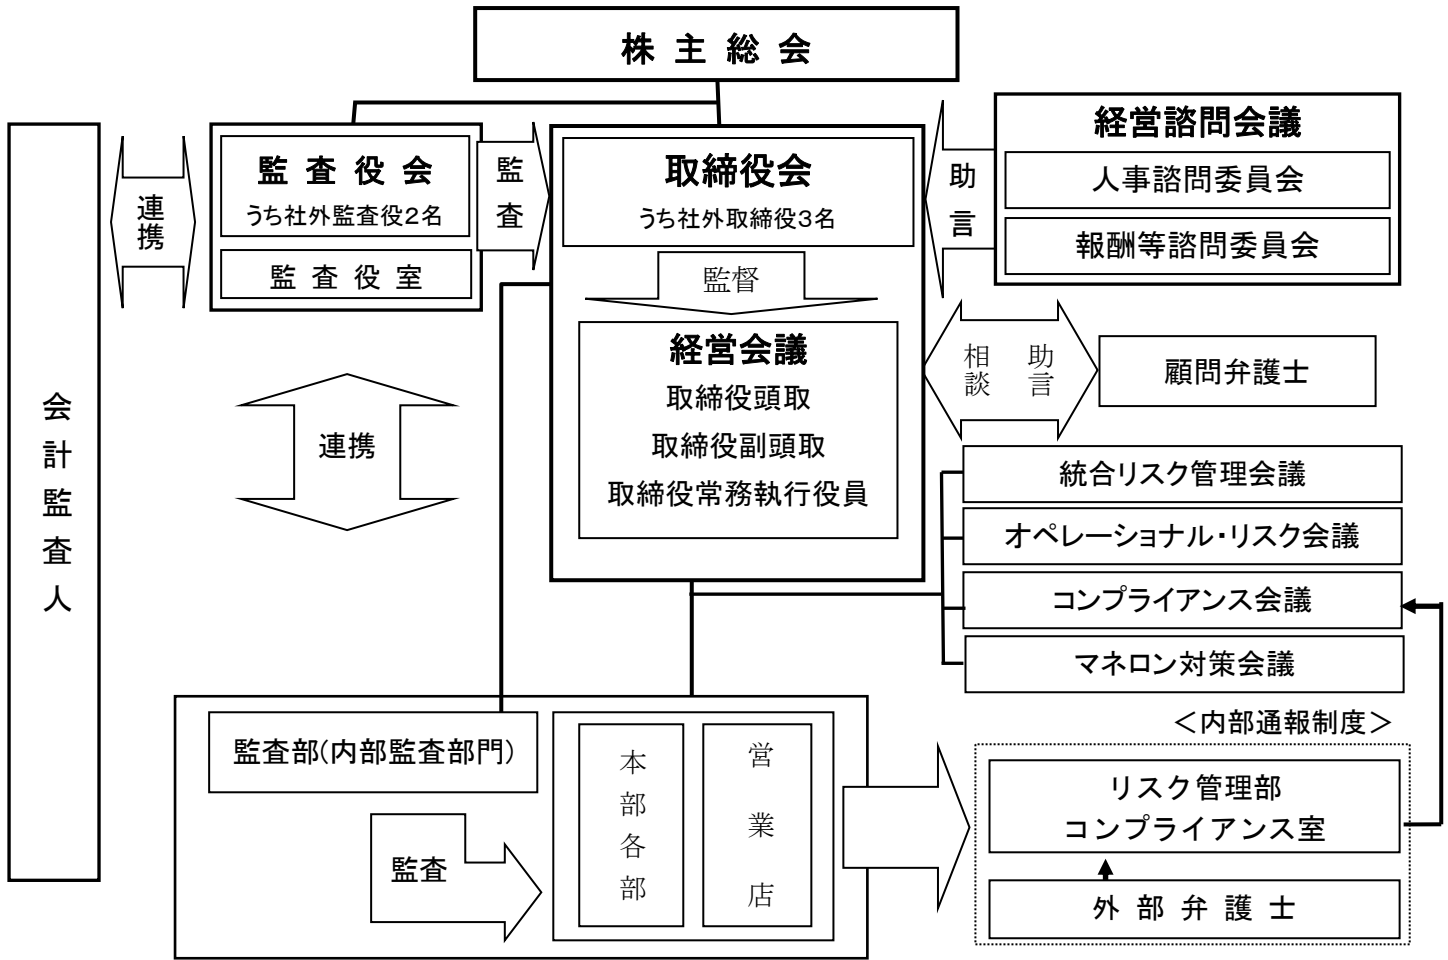 株主総会
会計監査人
連携
監査役会
うち社外監査役2名
監査役室
監査
取締役会
うち社外取締役3名
監督
経営会議
取締役頭取
取締役副頭取
取締役常務執行役員
助言
経営諮問会議
人事諮問委員会
報酬等諮問委員会
相談
助言
顧問弁護士
連携
統合リスク管理会議
オペレーショナル・リスク会議
コンプライアンス会議
マネロン対策会議
監査部(内部監査部門)
監査
本部各部
営業店
<内部通報制度>
リスク管理部
コンプライアンス室
外部弁護士